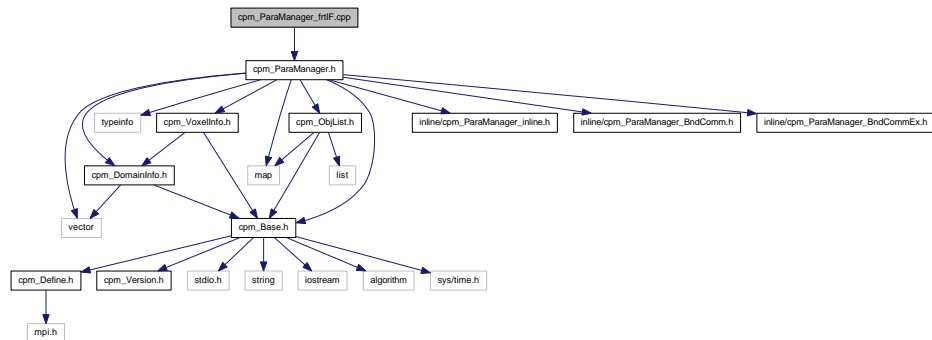 cpm_ParaManager_frtIF.cpp
cpm_ParaManager.h
typeinfo
cpm_VoxelInfo.h
cpm_ObjList.h
inline/cpm_ParaManager_inline.h
inline/cpm_ParaManager_BndComm.h
inline/cpm_ParaManager_BndCommEx.h
cpm_DomainInfo.h
map
list
vector
cpm_Base.h
cpm_Define.h
cpm_Version.h
stdio.h
string
iostream
algorithm
sys/time.h
mpi.h